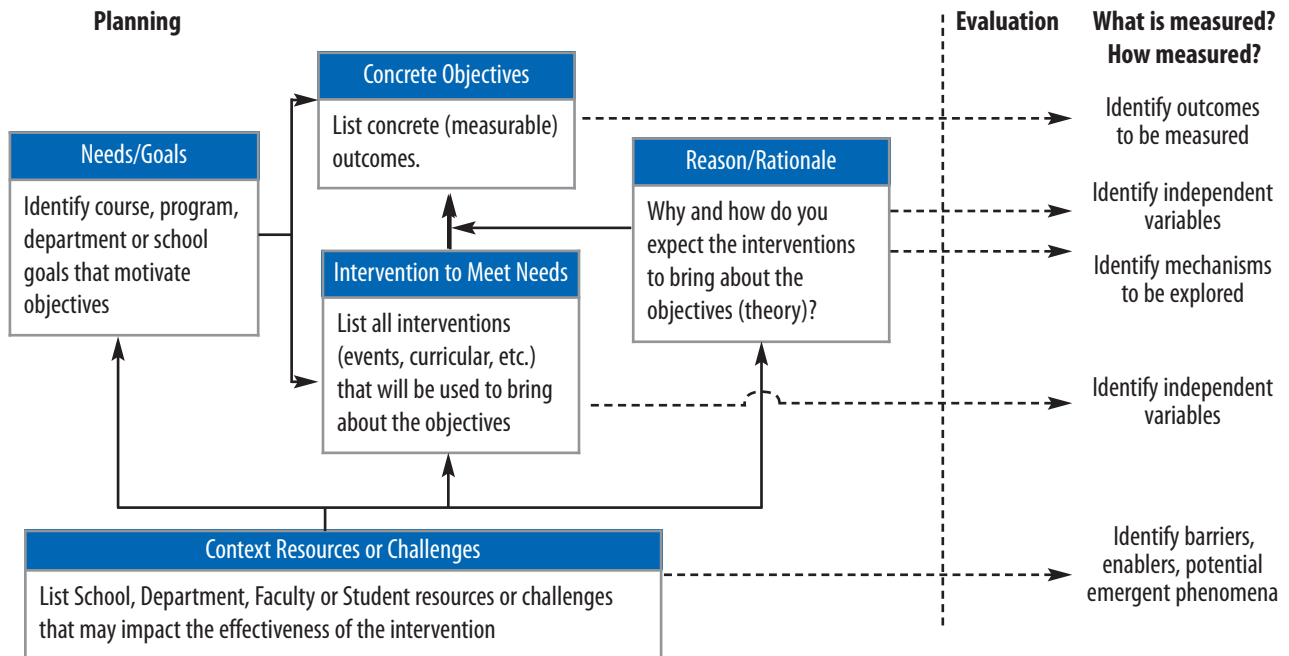 Planning
Evaluation
What is measured?
How measured?
Concrete Objectives
List concrete (measurable)
outcomes.
Identify outcomes
to be measured
Needs/Goals
Identify course, program,
department or school
goals that motivate
objectives
Reason/Rationale
Why and how do you
expect the interventions
to bring about the
objectives (theory)?
Identify independent
variables
Identify mechanisms
to be explored
Intervention to Meet Needs
List all interventions
(events, curricular, etc.)
that will be used to bring
about the objectives
Identify independent
variables
Context Resources or Challenges
List School, Department, Faculty or Student resources or challenges
that may impact the effectiveness of the intervention
Identify barriers,
enablers, potential
emergent phenomena